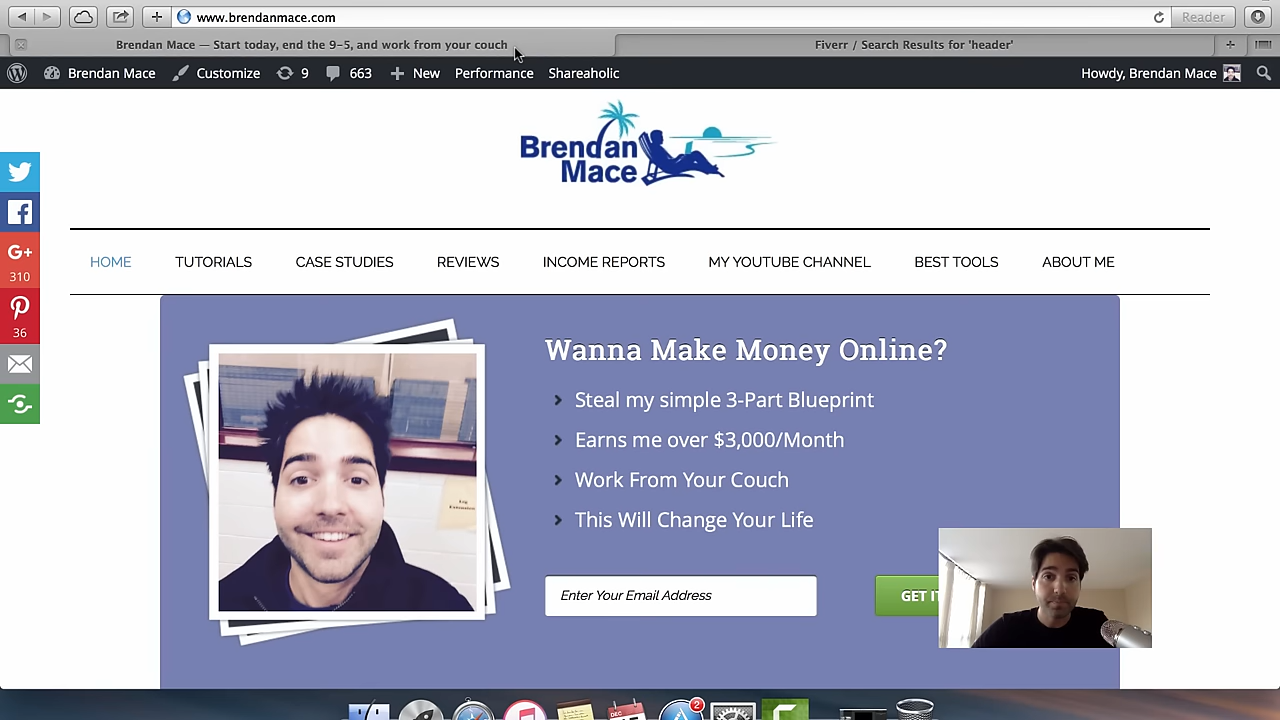 www.brendanmace.com
Reader
Brendan Mace — Start today, end the 9-5, and work from your couch
Fiverr / Search Results for 'header'
Brendan Mace
Customize
9
663
New
Performance
Shareaholic
Howdy, Brendan Mace
Brendan
Mace
HOME
TUTORIALS
CASE STUDIES
REVIEWS
INCOME REPORTS
MY YOUTUBE CHANNEL
BEST TOOLS
ABOUT ME
G+
310
36
Wanna Make Money Online?
Steal my simple 3-Part Blueprint
Earns me over $3,000/Month
Work From Your Couch
This Will Change Your Life
Enter Your Email Address
GET IT
DEC
2